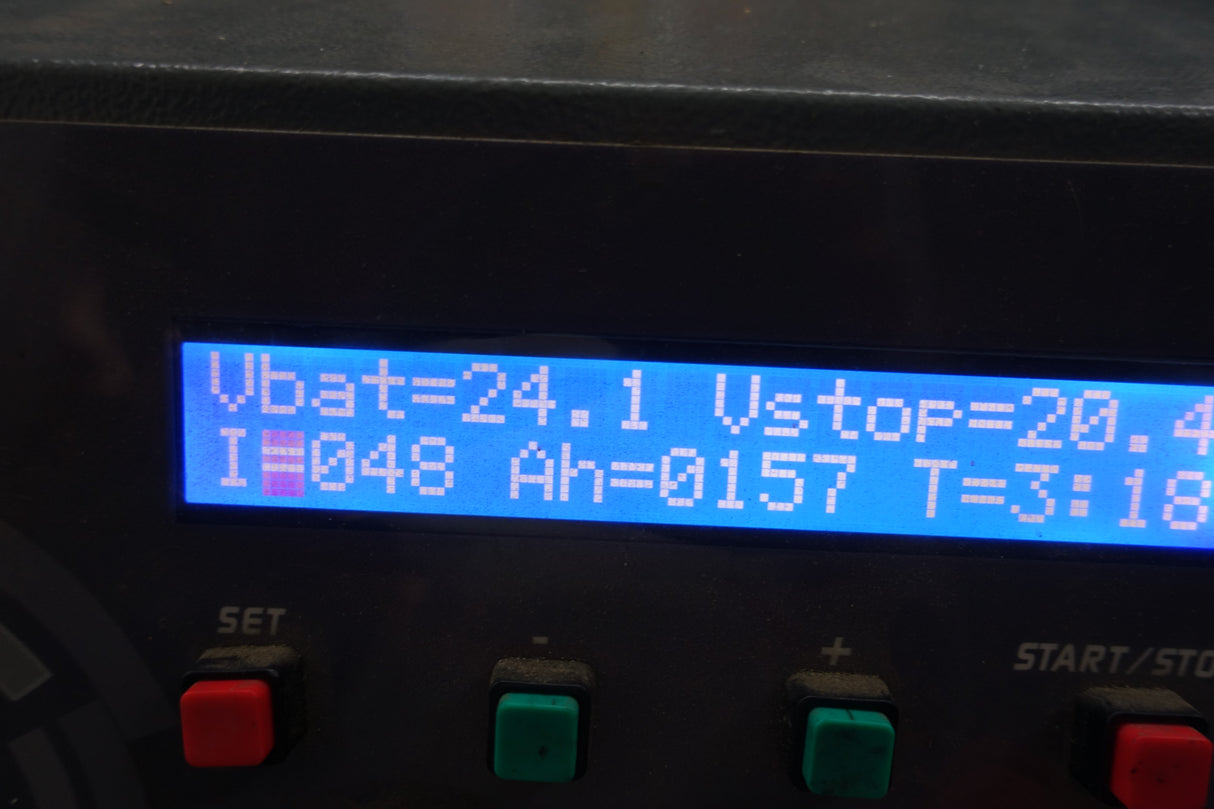 Vbat=24.1 Vstop=20.4
I=048 Ah=0157 T=3:18
SET - + START/STO